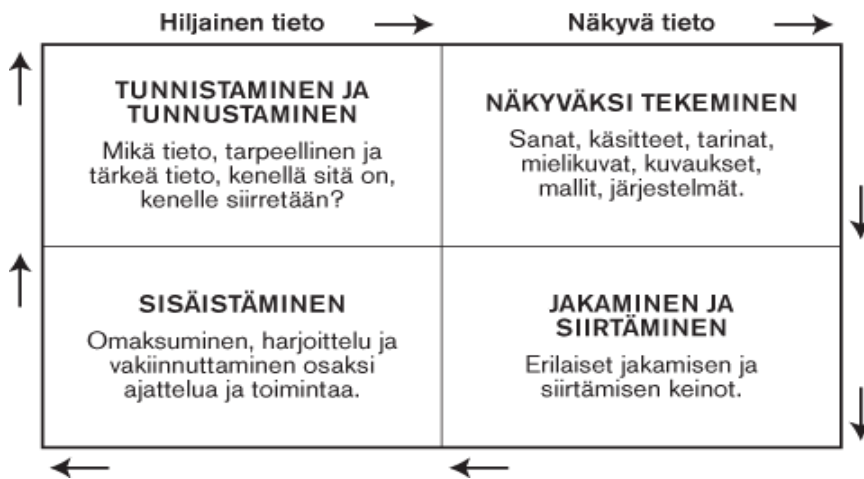 Hiljainen tieto
Näkyvä tieto
TUNNISTAMINEN JA
TUNNUSTAMINEN
Mikä tieto, tarpeellinen ja
tärkeä tieto, kenellä sitä on,
kenelle siirretään?
NÄKYVÄKSI TEKEMINEN
Sanat, käsitteet, tarinat,
mielikuvat, kuvaukset,
mallit, järjestelmät.
SISÄISTÄMINEN
Omaksuminen, harjoittelu ja
vakiinnuttaminen osaksi
ajattelua ja toimintaa.
JAKAMINEN JA
SIIRTÄMINEN
Erilaiset jakamisen ja
siirtämisen keinot.